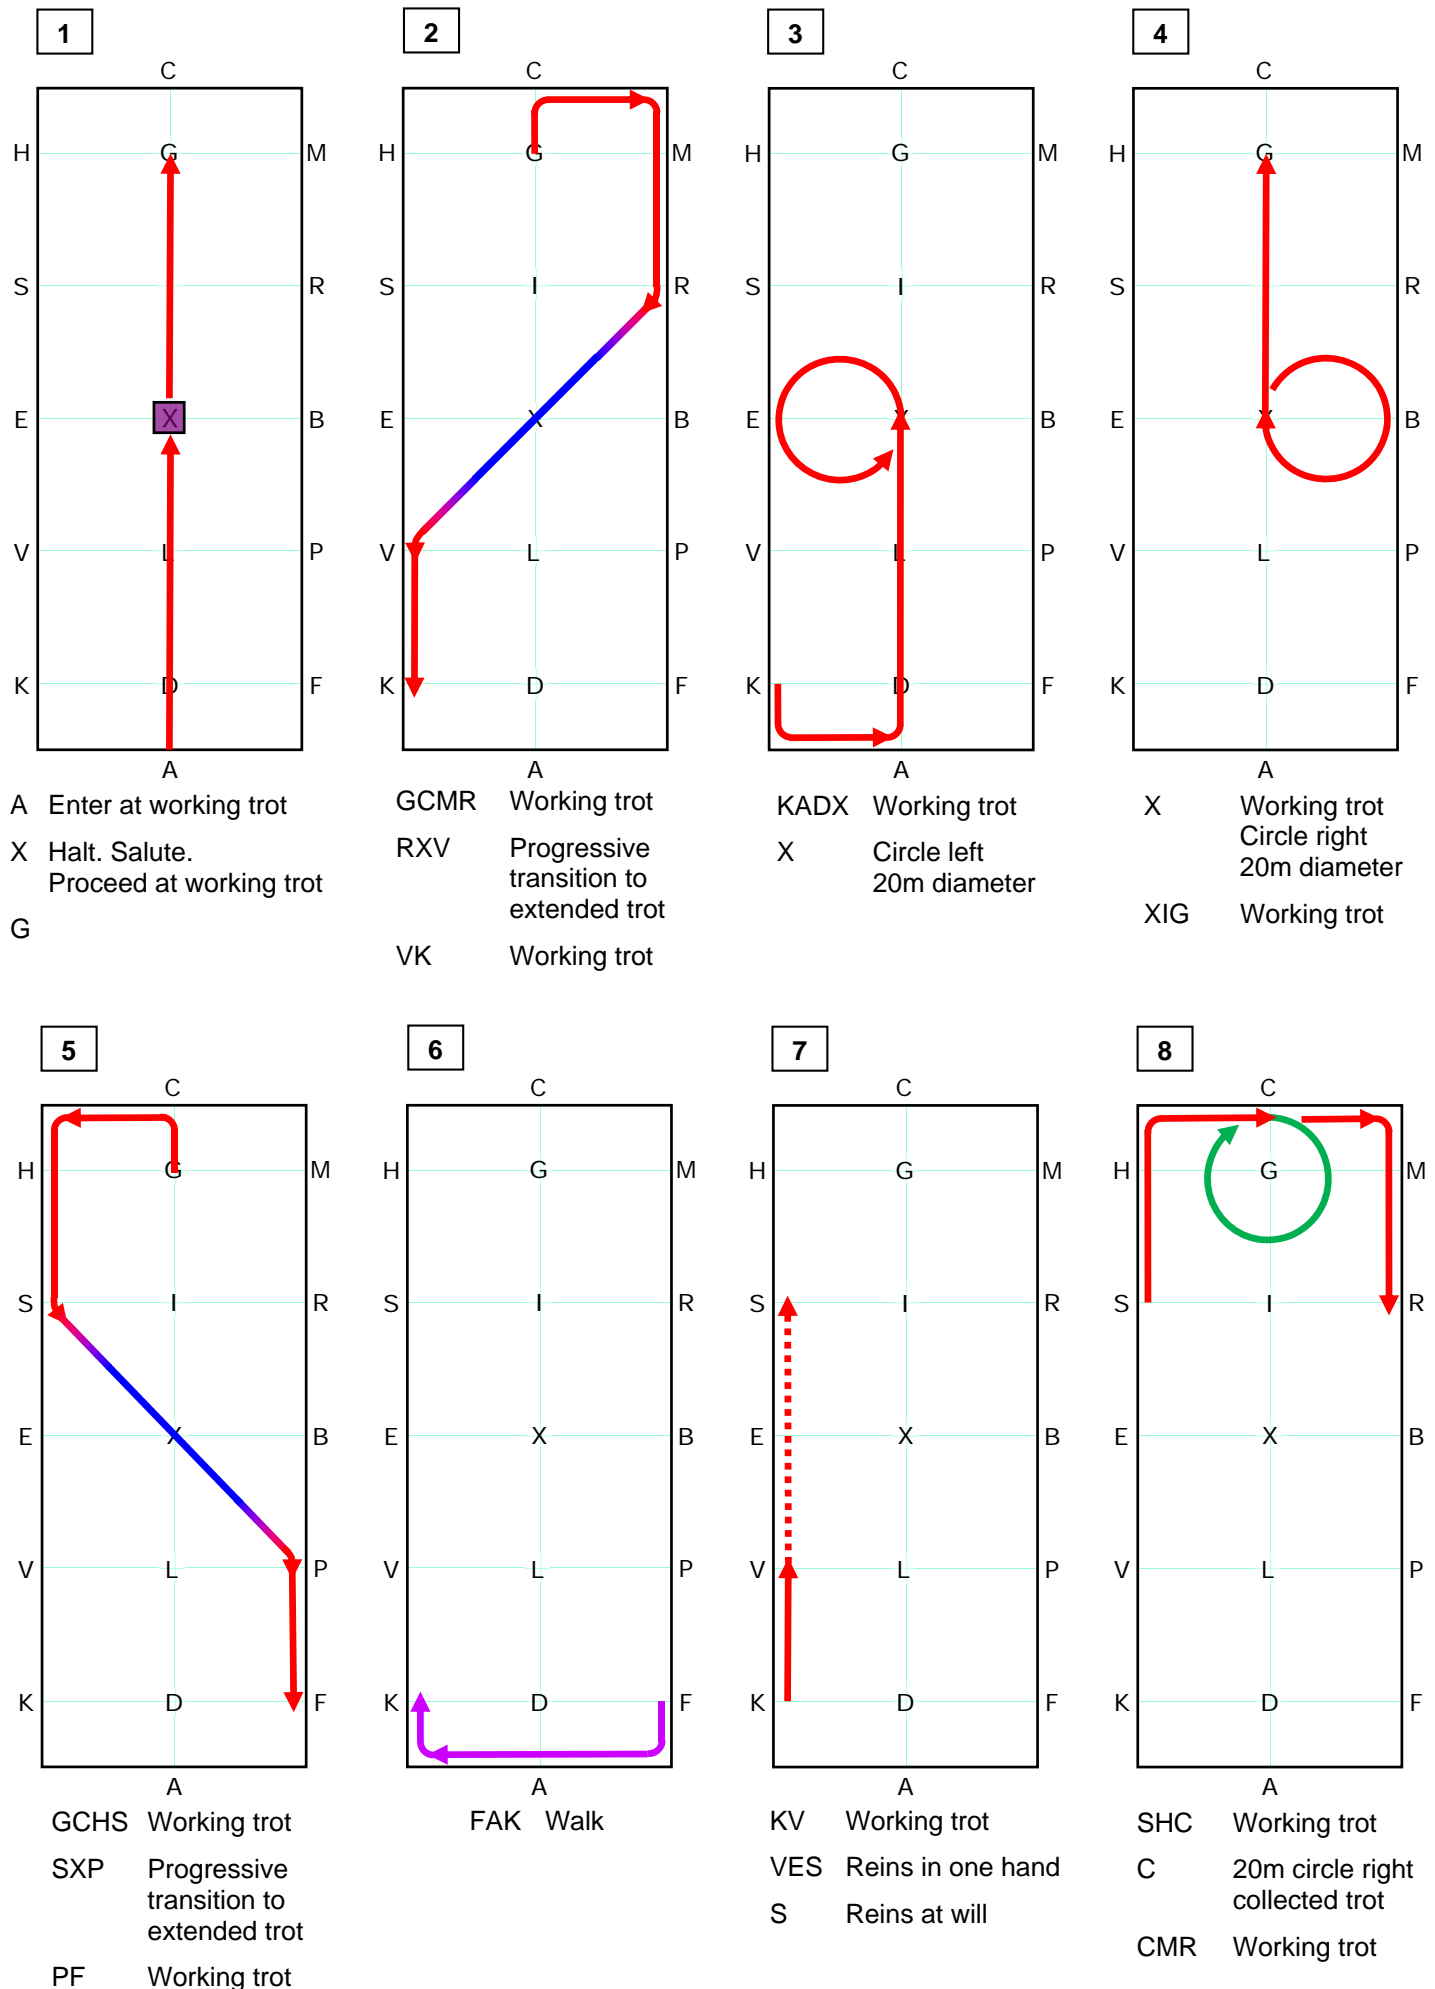 1
2
3
4
C
C
C
C
H G M
H G M
H G M
H G M
S R
S I R
S I R
S R
E X B
E X B
E X B
E X B
V L P
V L P
V L P
V L P
K D F
K D F
K D F
K D F
A
A
A
A
A Enter at working trot
X Halt. Salute.
Proceed at working trot
G
GCMR Working trot
RXV Progressive
transition to
extended trot
VK Working trot
KADX Working trot
X Circle left
20m diameter
X Working trot
Circle right
20m diameter
XIG Working trot
5
6
7
8
C
C
C
C
H G M
H G M
H G M
H G M
S I R
S I R
S I R
S I R
E X B
E X B
E X B
E X B
V L P
V L P
V L P
V L P
K D F
K D F
K D F
K D F
A
A
A
A
GCHS Working trot
SXP Progressive
transition to
extended trot
PF Working trot
FAK Walk
KV Working trot
VES Reins in one hand
S Reins at will
SHC Working trot
C 20m circle right
collected trot
CMR Working trot